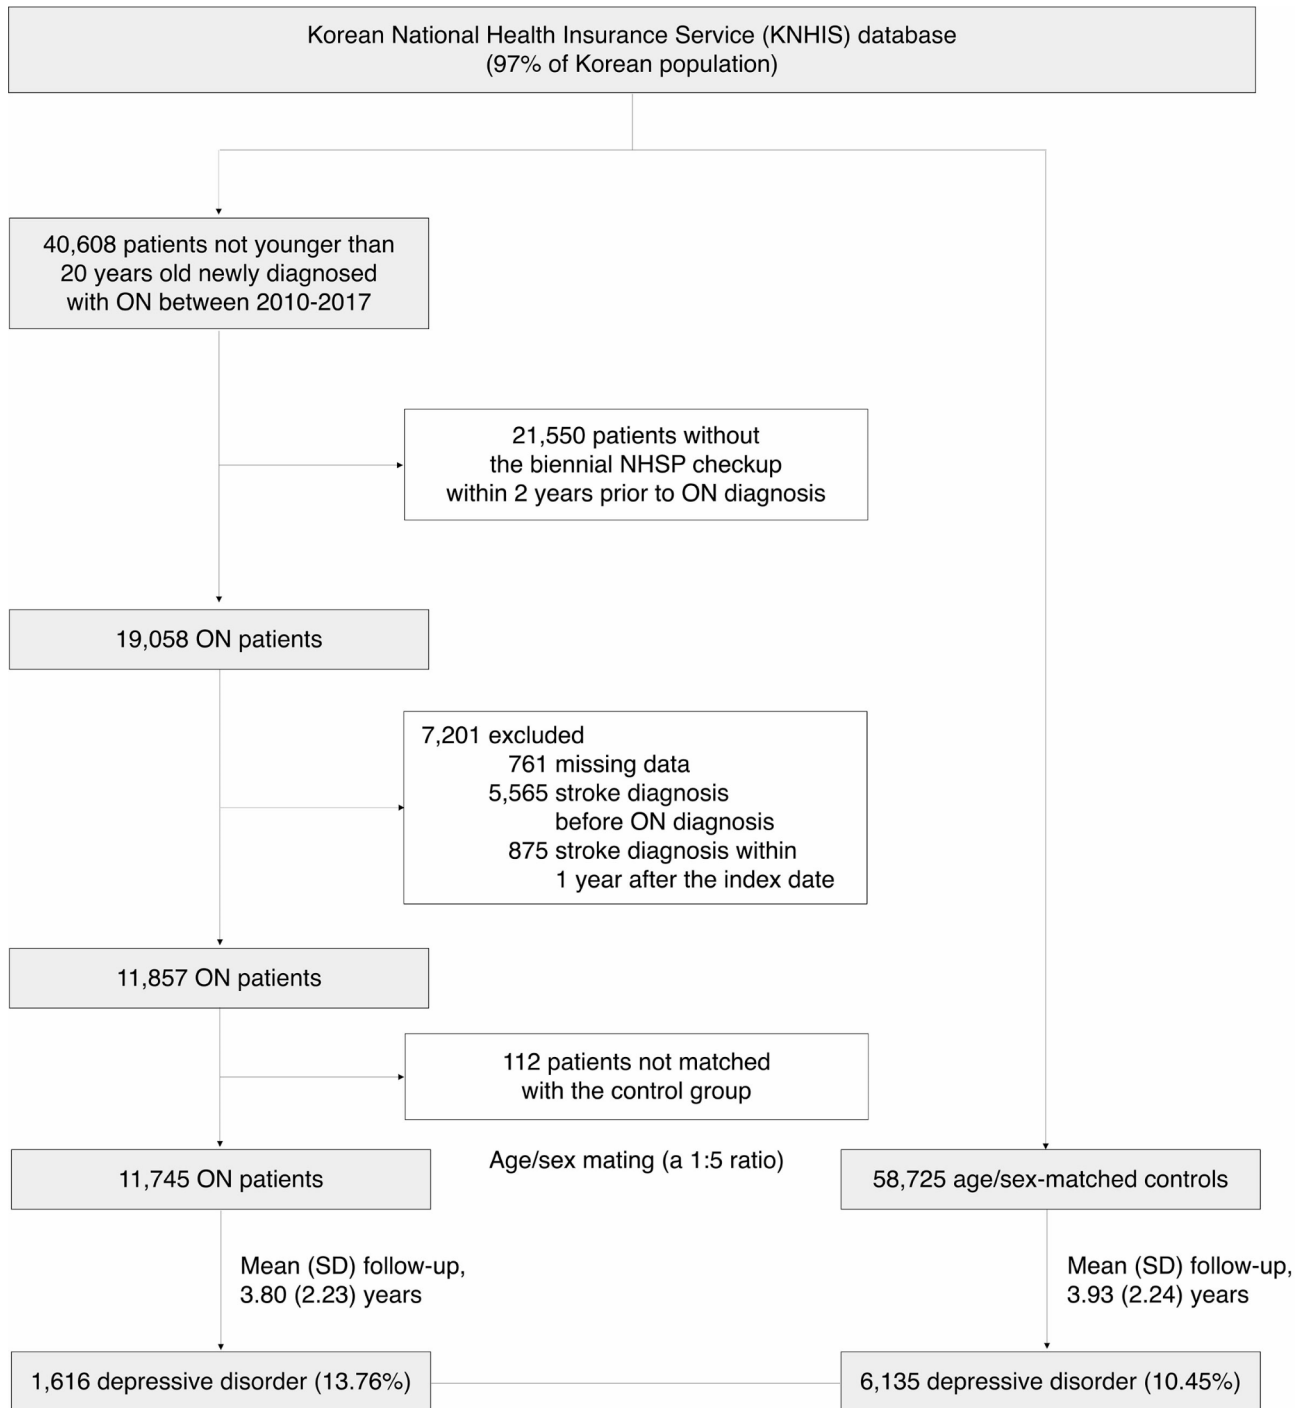 Korean National Health Insurance Service (KNHIS) database
(97% of Korean population)
40,608 patients not younger than
20 years old newly diagnosed
with ON between 2010-2017
21,550 patients without
the biennial NHSP checkup
within 2 years prior to ON diagnosis
19,058 ON patients
7,201 excluded
761 missing data
5,565 stroke diagnosis
before ON diagnosis
875 stroke diagnosis within
1 year after the index date
11,857 ON patients
112 patients not matched
with the control group
11,745 ON patients
Age/sex mating (a 1:5 ratio)
58,725 age/sex-matched controls
Mean (SD) follow-up,
3.80 (2.23) years
Mean (SD) follow-up,
3.93 (2.24) years
1,616 depressive disorder (13.76%)
6,135 depressive disorder (10.45%)